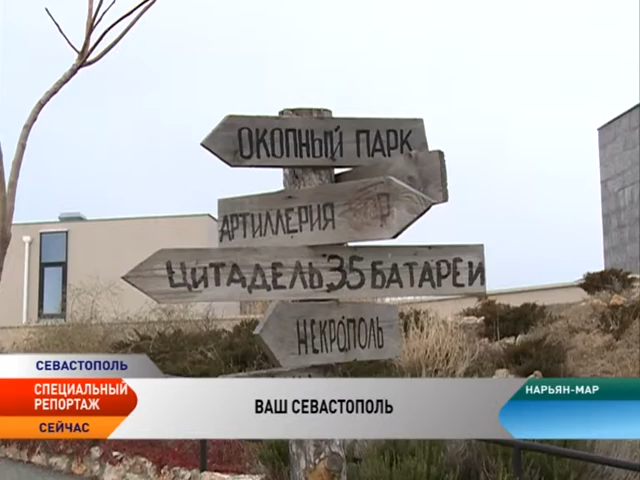 ОКОПНЫЙ ПАРК
АРТИЛЛЕРИЯ
ЦИТАДЕЛЬ 35 БАТАРЕИ
НЕКРОПОЛЬ
СЕВАСТОПОЛЬ
СПЕЦИАЛЬНЫЙ
РЕПОРТАЖ
СЕЙЧАС
ВАШ СЕВАСТОПОЛЬ
НАРЬЯН-МАР